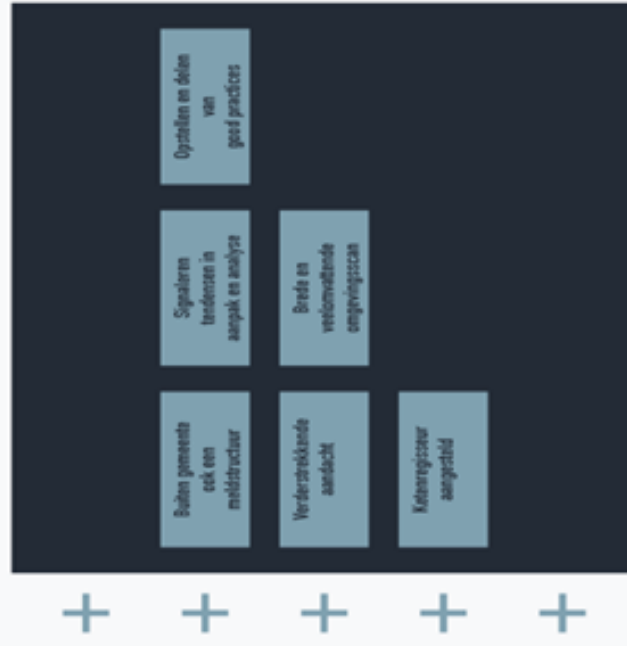 Buiten gemeente
ook een
meldstructuur
Signaleren
tendensen in
aanpak en analyse
Opstellen en delen
van
good practices
Verderstrekkende
aandacht
Brede en
veelomvattende
omgevingsscan
Ketenregisseur
aangesteld
+
+
+
+
+